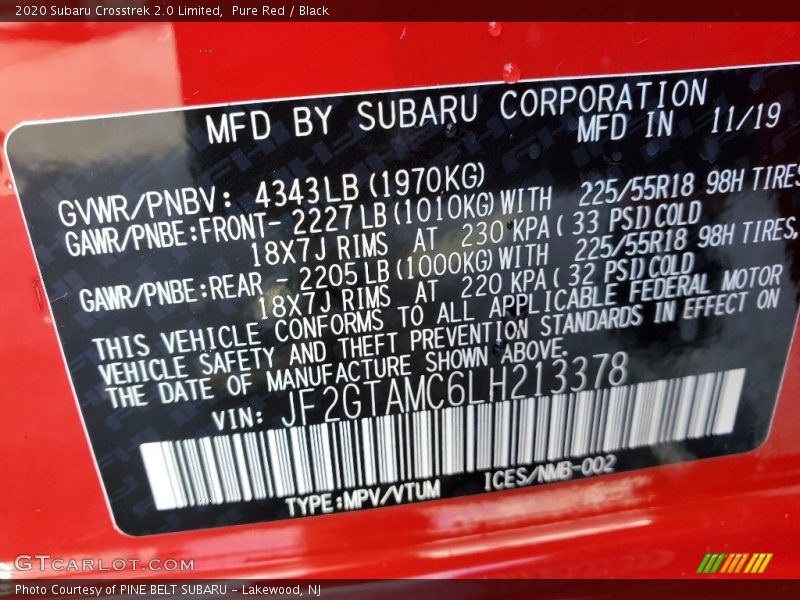 2020 Subaru Crosstrek 2.0 Limited,  Pure Red / Black
MFD BY SUBARU CORPORATION
MFD IN 11/19
GVWR/PNBV: 4343LB (1970KG)
GAWR/PNBE:FRONT- 2227LB (1010KG) WITH 225/55R18 98H TIRES,
18X7J RIMS AT 230 KPA ( 33 PSI) COLD
GAWR/PNBE:REAR - 2205LB (1000KG) WITH 225/55R18 98H TIRES,
18X7J RIMS AT 220 KPA ( 32 PSI) COLD
THIS VEHICLE CONFORMS TO ALL APPLICABLE FEDERAL MOTOR
VEHICLE SAFETY AND THEFT PREVENTION STANDARDS IN EFFECT ON
THE DATE OF MANUFACTURE SHOWN ABOVE.
VIN: JF2GTAMC6LH213378
TYPE:MPV/VTUM ICES/NMB-002
GTCARLOT.COM
Photo Courtesy of PINE BELT SUBARU - Lakewood, NJ